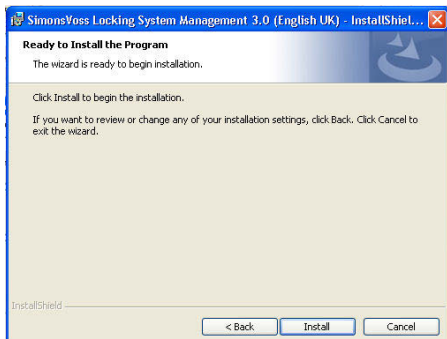 SimonsVoss Locking System Management 3.0 (English UK) - InstallShiel...
Ready to Install the Program
The wizard is ready to begin installation.
Click Install to begin the installation.
If you want to review or change any of your installation settings, click Back. Click Cancel to
exit the wizard.
InstallShield
< Back Install Cancel